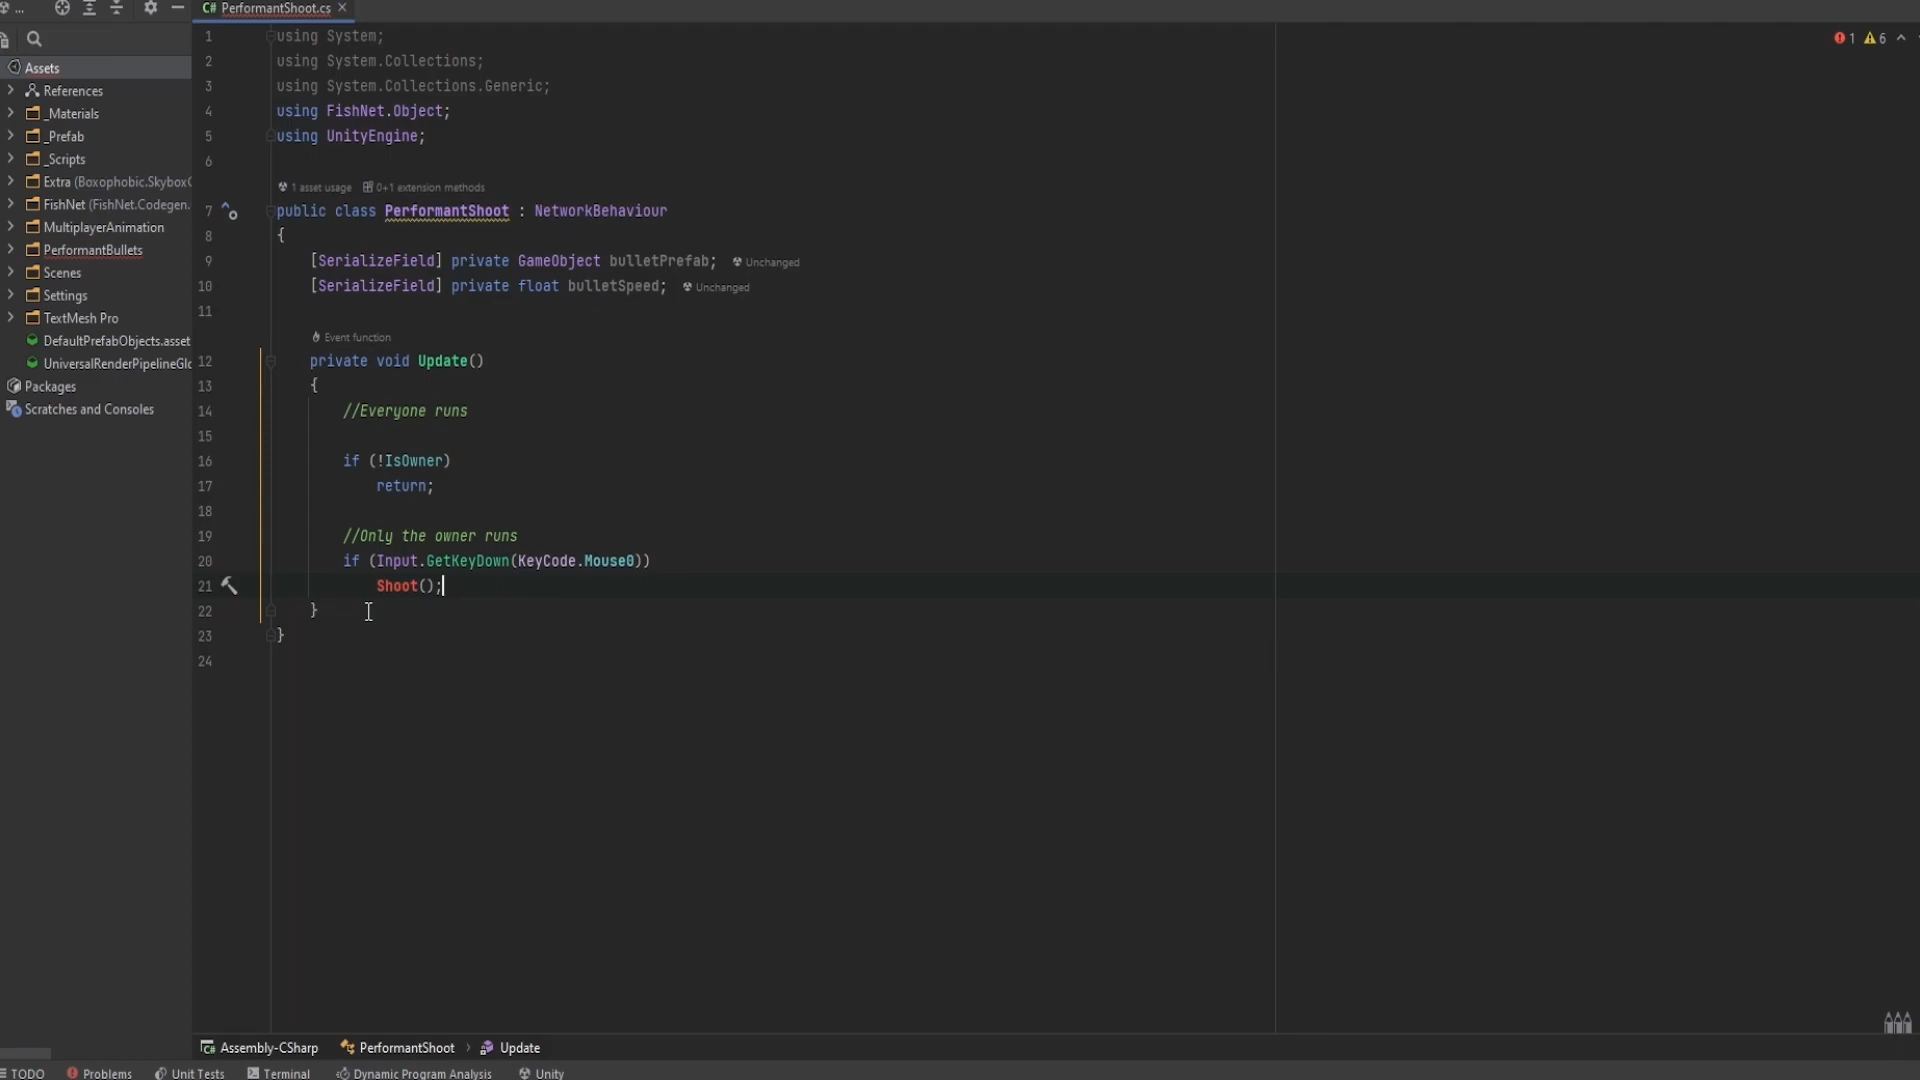 ...
C# PerformantShoot.cs
1 using System;
2 using System.Collections;
3 using System.Collections.Generic;
4 using FishNet.Object;
5 using UnityEngine;
6
1 asset usage 0+1 extension methods
7 public class PerformantShoot : NetworkBehaviour
8 {
9 [SerializeField] private GameObject bulletPrefab; Unchanged
10 [SerializeField] private float bulletSpeed; Unchanged
11
Event function
12 private void Update()
13 {
14 //Everyone runs
15
16 if (!IsOwner)
17 return;
18
19 //Only the owner runs
20 if (Input.GetKeyDown(KeyCode.Mouse0))
21 Shoot();
22 }
23 }
24
1 6
Assets
References
_Materials
_Prefab
_Scripts
Extra (Boxophobic.Skybox
FishNet (FishNet.Codegen.
MultiplayerAnimation
PerformantBullets
Scenes
Settings
TextMesh Pro
DefaultPrefabObjects.asset
UniversalRenderPipelineGlo
Packages
Scratches and Consoles
Assembly-CSharp PerformantShoot › Update
TODO Problems Unit Tests Terminal Dynamic Program Analysis Unity